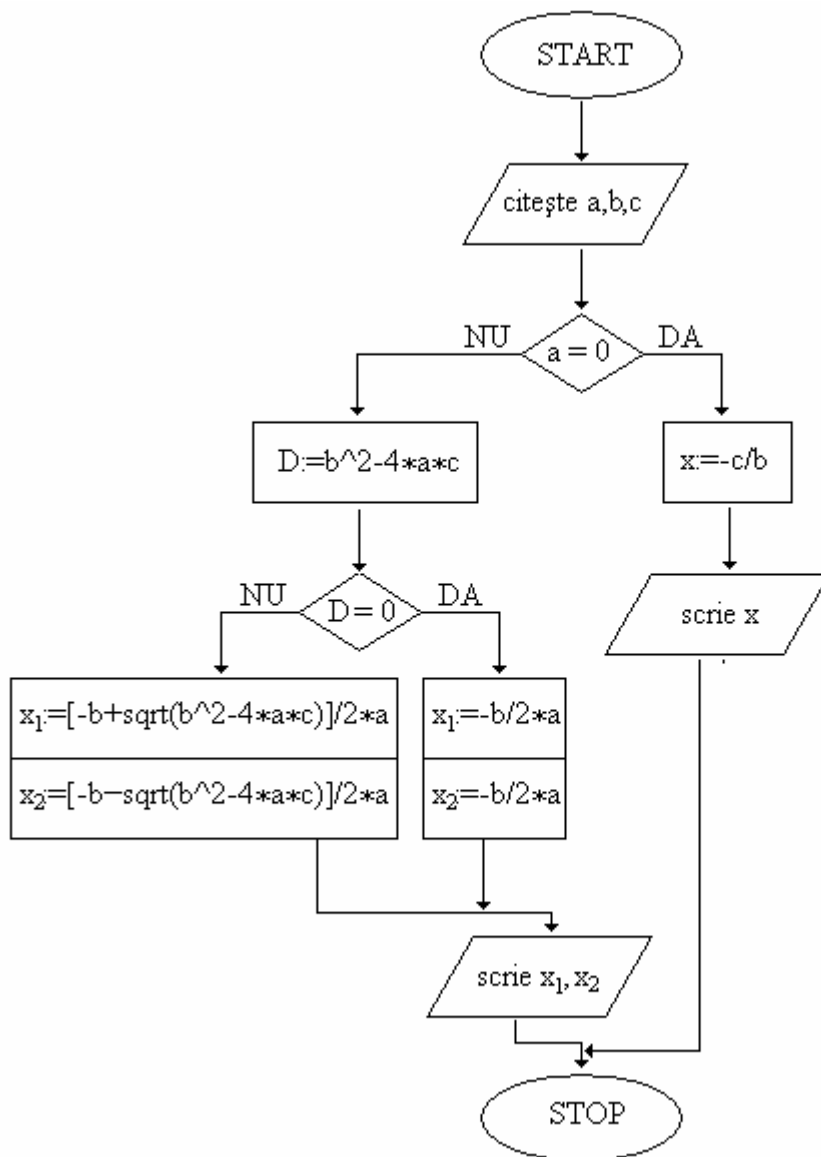 START
citeşte a,b,c
NU
a = 0
DA
D:=b^2-4*a*c
x:=-c/b
NU
D = 0
DA
scrie x
x₁:=[-b+sqrt(b^2-4*a*c)]/2*a
x₁:=-b/2*a
x₂:=[-b−sqrt(b^2-4*a*c)]/2*a
x₂:=-b/2*a
scrie x₁,x₂
STOP